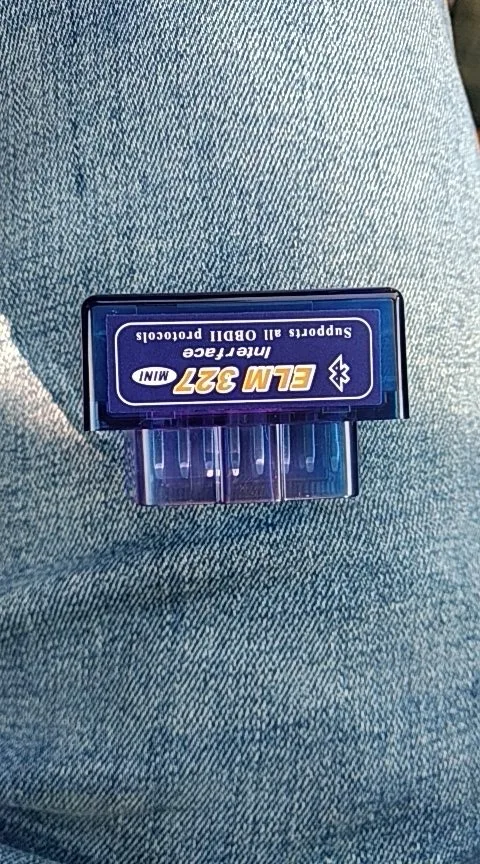 ELM 327 MINI
Interface
Supports all OBDII protocols